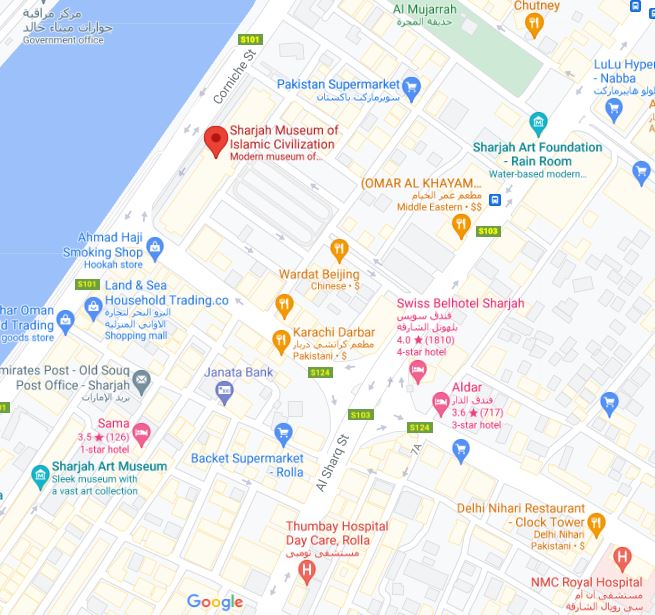 مركز مراقبة
جوازات ميناء خالد
Government office
S101
Corniche St
Al Mujarrah
حديقة المجرة
Chutney
LuLu Hyper
- Nabba
لولو هايبرماركت
Pakistan Supermarket
سوبرماركت باكستان
Sharjah Museum of
Islamic Civilization
Modern museum of...
Sharjah Art Foundation
- Rain Room
Water-based modern...
(OMAR AL KHAYAM...
مطعم عمر الخيام
Middle Eastern • $$
S103
Ahmad Haji
Smoking Shop
Hookah store
Wardat Beijing
Chinese • $
S101
Land & Sea
Household Trading.co
البرو البحر لتجارة
الأواني المنزلية
Shopping mall
har Oman
d Trading
goods store
Swiss Belhotel Sharjah
فندق سويس
بلهوتل الشارقة
4.0 ★ (1810)
4-star hotel
Karachi Darbar
مطعم كراتشي دربار
Pakistani • $
S124
mirates Post - Old Souq
Post Office - Sharjah
بريد الإمارات
Janata Bank
Aldar
فندق الدار
3.6 ★ (717)
3-star hotel
01
S103
S124
Sama
3.5 ★ (126)
1-star hotel
7A
Al Sharq St
Backet Supermarket
- Rolla
Sharjah Art Museum
Sleek museum with
a vast art collection
Delhi Nihari Restaurant
- Clock Tower
Delhi Nihari
Pakistani • $
Thumbay Hospital
Day Care, Rolla
مستشفى ثومبي
NMC Royal Hospital
مستشفى ان ام
سي رويال الشارقة
Google